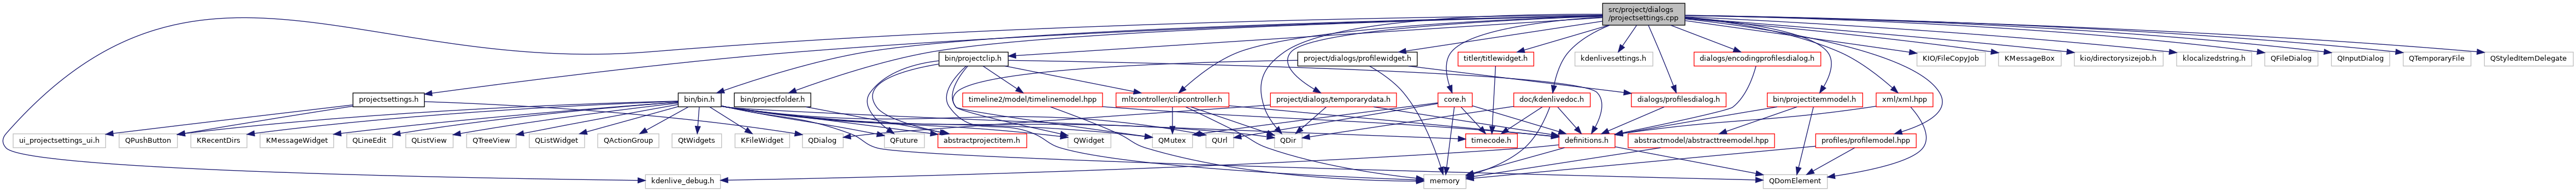 src/project/dialogs
/projectsettings.cpp
bin/projectclip.h
project/dialogs/profilewidget.h
titler/titlewidget.h
kdenlivesettings.h
dialogs/encodingprofilesdialog.h
KIO/FileCopyJob
KMessageBox
kio/directorysizejob.h
klocalizedstring.h
QFileDialog
QInputDialog
QTemporaryFile
QStyledItemDelegate
projectsettings.h
bin/bin.h
bin/projectfolder.h
timeline2/model/timelinemodel.hpp
mltcontroller/clipcontroller.h
project/dialogs/temporarydata.h
core.h
doc/kdenlivedoc.h
dialogs/profilesdialog.h
bin/projectitemmodel.h
xml/xml.hpp
ui_projectsettings_ui.h
QPushButton
KRecentDirs
KMessageWidget
QLineEdit
QListView
QTreeView
QListWidget
QActionGroup
QtWidgets
KFileWidget
QDialog
QFuture
abstractprojectitem.h
QWidget
QMutex
QUrl
QDir
timecode.h
definitions.h
abstractmodel/abstracttreemodel.hpp
profiles/profilemodel.hpp
kdenlive_debug.h
memory
QDomElement